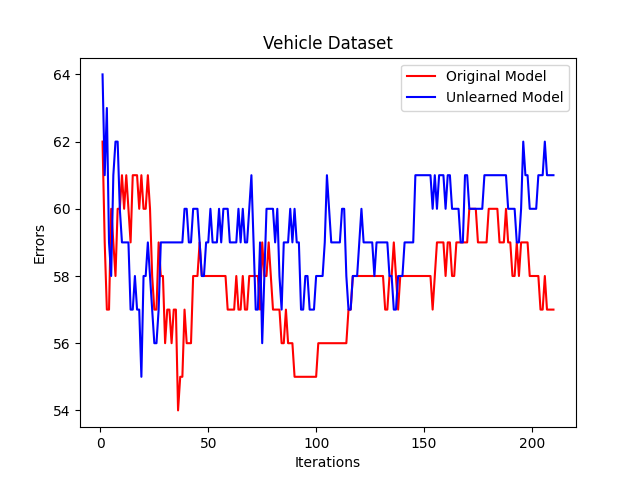 Vehicle Dataset
Original Model
Unlearned Model
Errors
64
62
60
58
56
54
0 50 100 150 200
Iterations